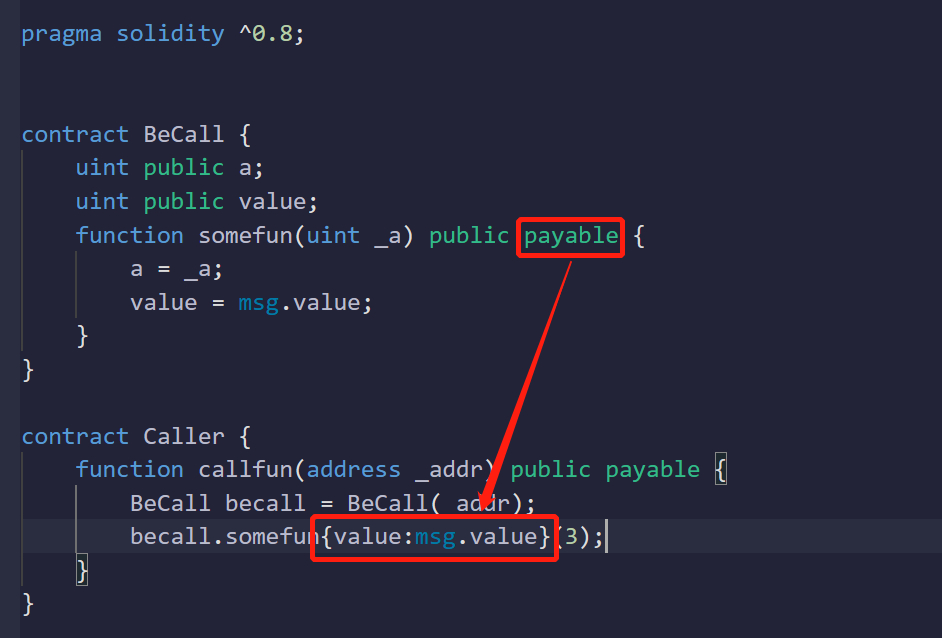 pragma solidity ^0.8;
contract BeCall {
uint public a;
uint public value;
function somefun(uint _a) public payable {
a = _a;
value = msg.value;
}
}
contract Caller {
function callfun(address _addr) public payable {
BeCall becall = BeCall(_addr);
becall.somefun{value:msg.value}(3);
}
}